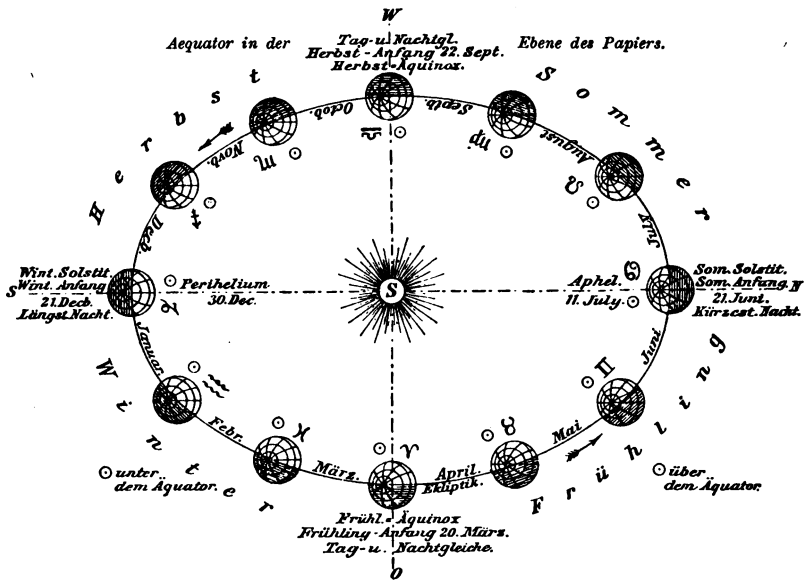 W
Aequator in der
Tag-u. Nachtgl.
Herbst-Anfang 22. Sept.
Herbst-Äquinox.
Ebene des Papiers.
Herbst
Sommer
Octob.
Septb.
Novb.
August
♎
♏
♍
♐
♌
Decb.
July
Wint. Solstit.
S Wint. Anfang
21. Decb.
Längst Nacht.
Perihelium
30. Dec.
♑
S
Aphel.
11. July.
♋
Som. Solstit.
Som. Anfang N
21. Juni.
Kürzest. Nacht.
Januar.
Juni
♒
♊
Winter
Frühling
Febr.
Mai
♓
♉
März.
♈
April.
Ekliptik.
☉ unter
dem Äquator.
☉ über
dem Äquator.
Frühl.-Äquinox
Frühling-Anfang 20. März.
Tag-u. Nachtgleiche.
O